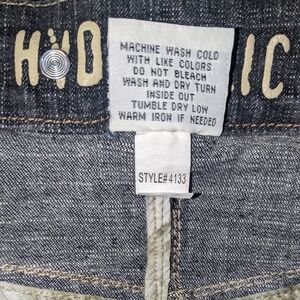 MACHINE WASH COLD
WITH LIKE COLORS
DO NOT BLEACH
WASH AND DRY TURN
INSIDE OUT
TUMBLE DRY LOW
WARM IRON IF NEEDED
STYLE#4133